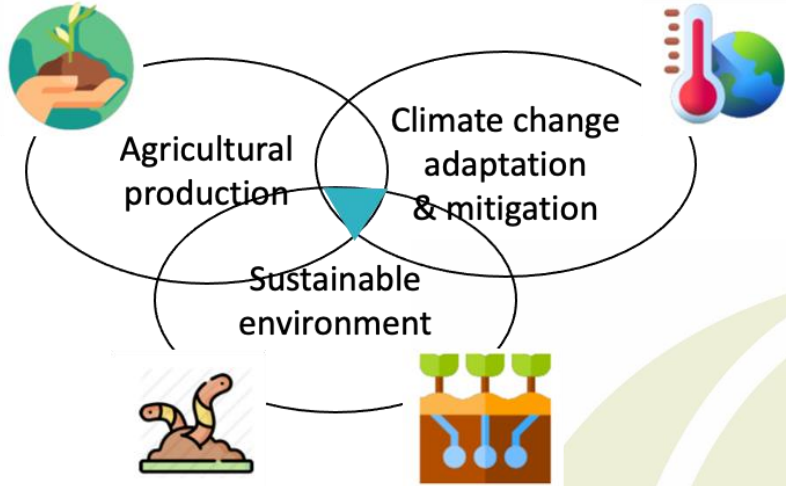 Agricultural
production
Climate change
adaptation
& mitigation
Sustainable
environment